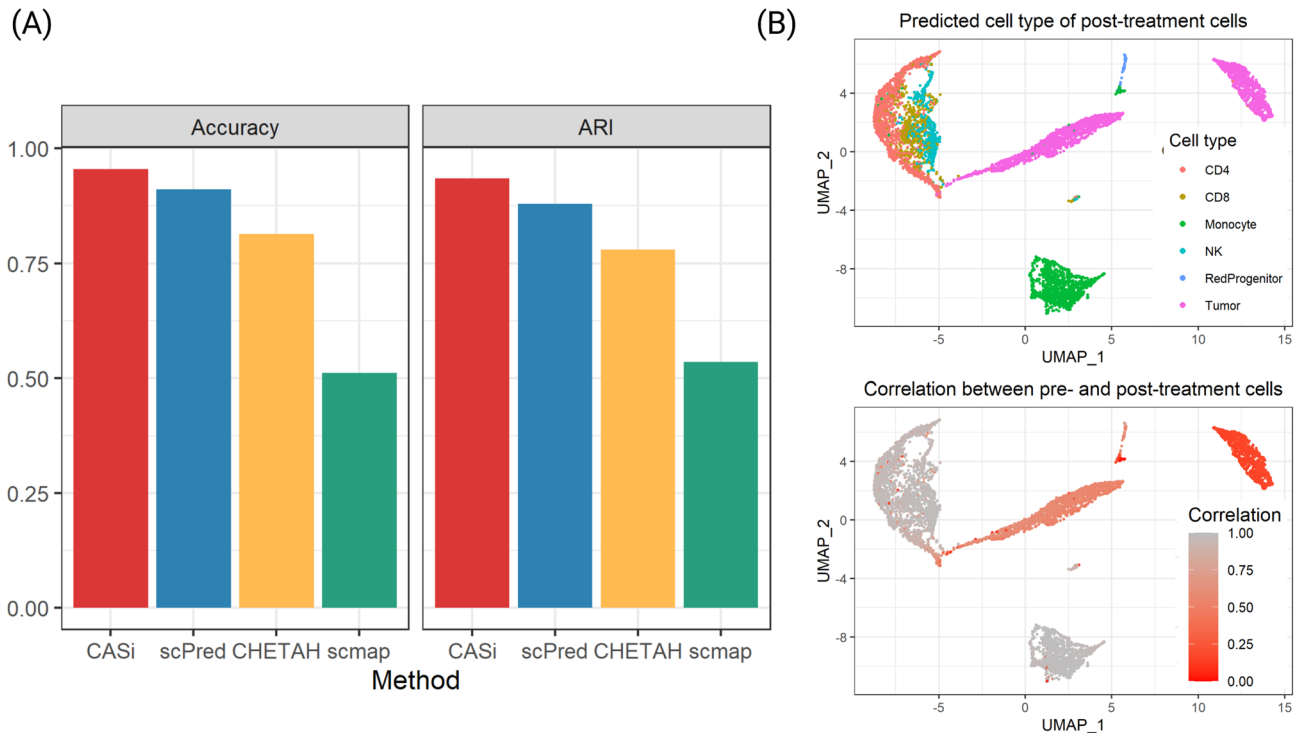 (A)
Accuracy
ARI
1.00
0.75
0.50
0.25
0.00
CASi scPred CHETAH scmap
CASi scPred CHETAH scmap
Method
(B)
Predicted cell type of post-treatment cells
4
0
-4
-8
UMAP_2
-5 0 5 10 15
UMAP_1
Cell type
CD4
CD8
Monocyte
NK
RedProgenitor
Tumor
Correlation between pre- and post-treatment cells
4
0
-4
-8
UMAP_2
-5 0 5 10 15
UMAP_1
Correlation
1.00
0.75
0.50
0.25
0.00